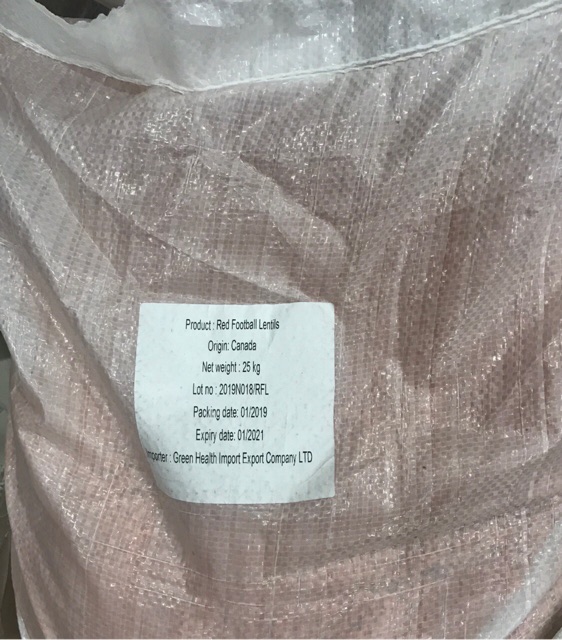 Product : Red Football Lentils
Origin: Canada
Net weight : 25 kg
Lot no : 2019N018/RFL
Packing date: 01/2019
Expiry date: 01/2021
mporter : Green Health Import Export Company LTD